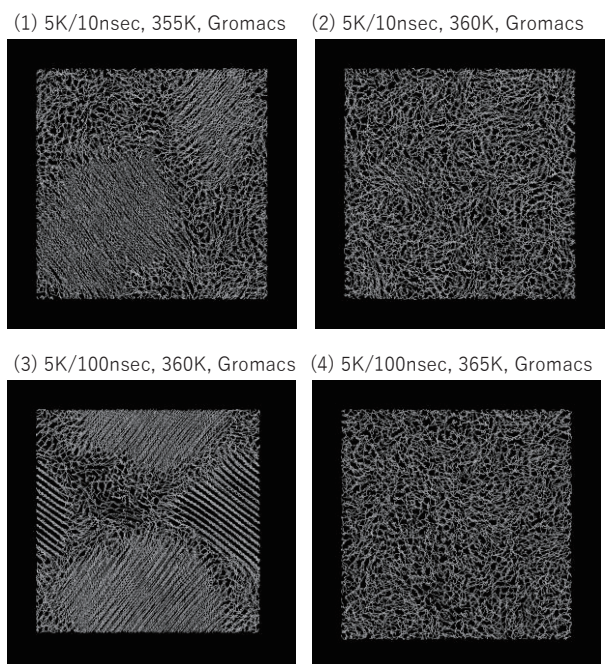 (1) 5K/10nsec, 355K, Gromacs
(2) 5K/10nsec, 360K, Gromacs
(3) 5K/100nsec, 360K, Gromacs
(4) 5K/100nsec, 365K, Gromacs